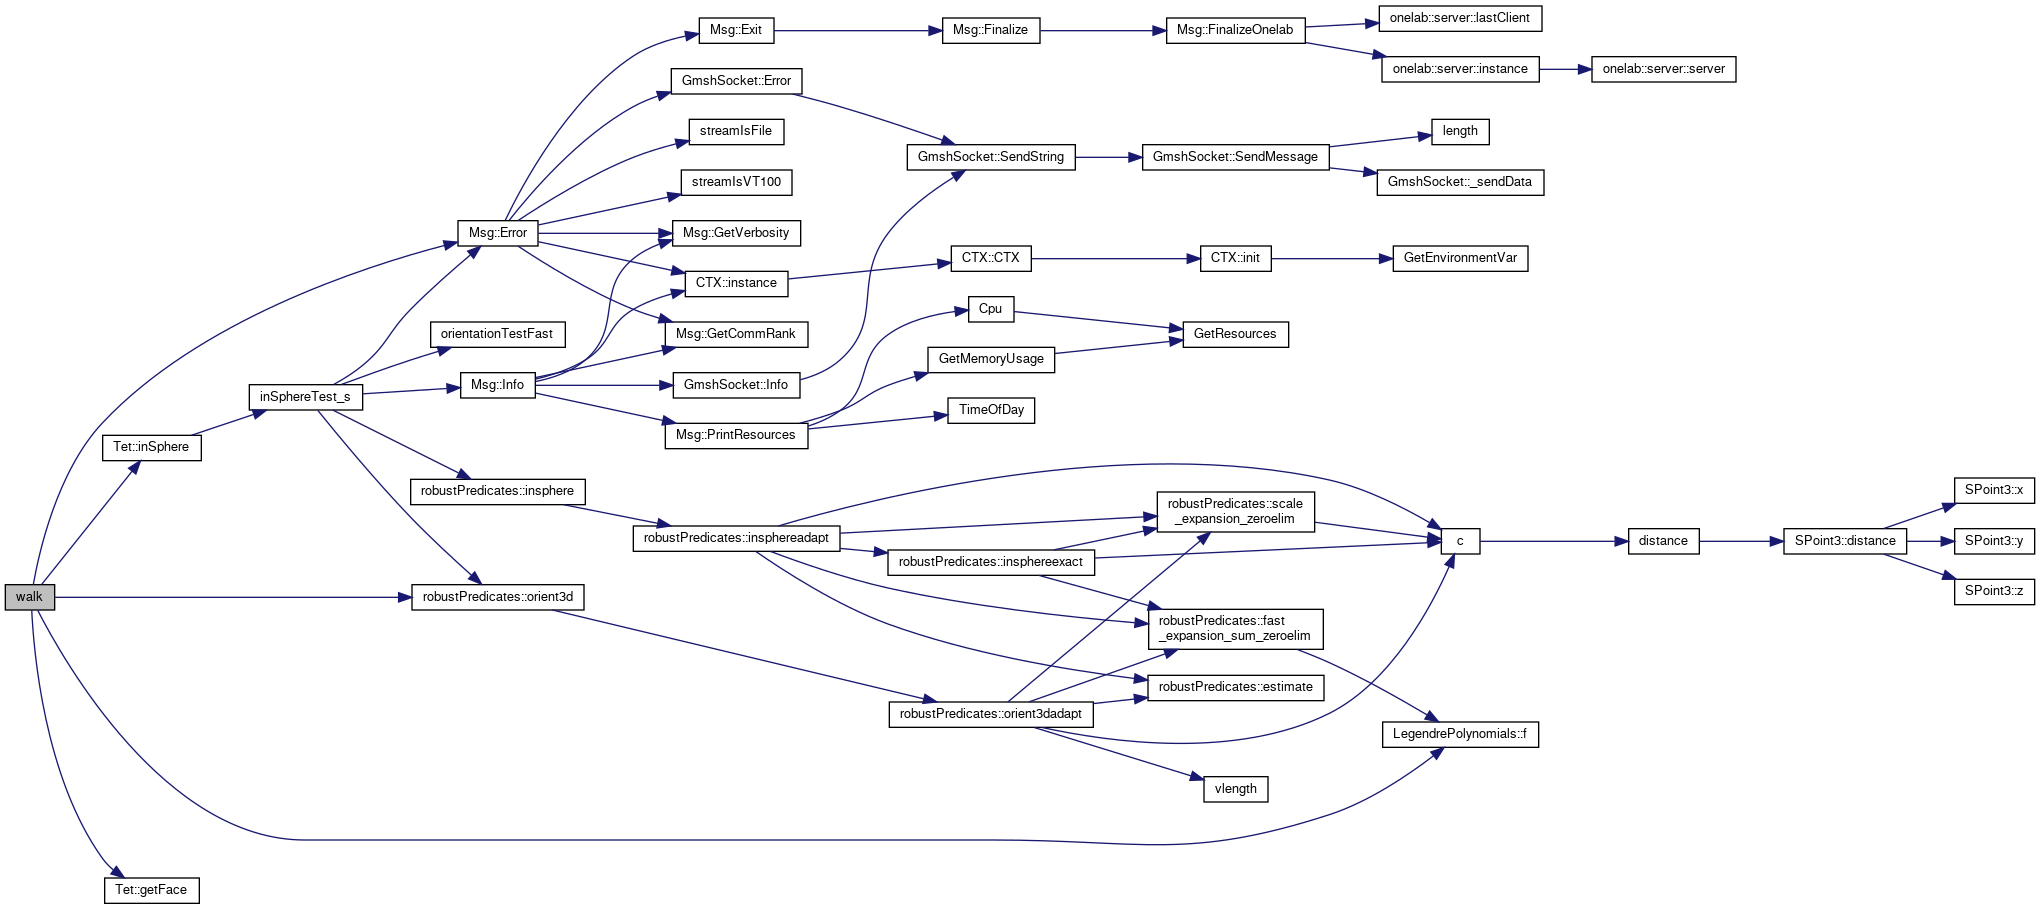 Msg::Exit
Msg::Finalize
Msg::FinalizeOnelab
onelab::server::lastClient
onelab::server::instance
onelab::server::server
GmshSocket::Error
streamIsFile
length
GmshSocket::SendString
GmshSocket::SendMessage
GmshSocket::_sendData
streamIsVT100
Msg::Error
Msg::GetVerbosity
CTX::CTX
CTX::init
GetEnvironmentVar
CTX::instance
Cpu
orientationTestFast
Msg::GetCommRank
GetResources
GetMemoryUsage
inSphereTest_s
Msg::Info
GmshSocket::Info
TimeOfDay
Msg::PrintResources
Tet::inSphere
robustPredicates::insphere
SPoint3::x
robustPredicates::scale
_expansion_zeroelim
robustPredicates::insphereadapt
c
distance
SPoint3::distance
SPoint3::y
robustPredicates::insphereexact
SPoint3::z
walk
robustPredicates::orient3d
robustPredicates::fast
_expansion_sum_zeroelim
robustPredicates::estimate
robustPredicates::orient3dadapt
LegendrePolynomials::f
vlength
Tet::getFace